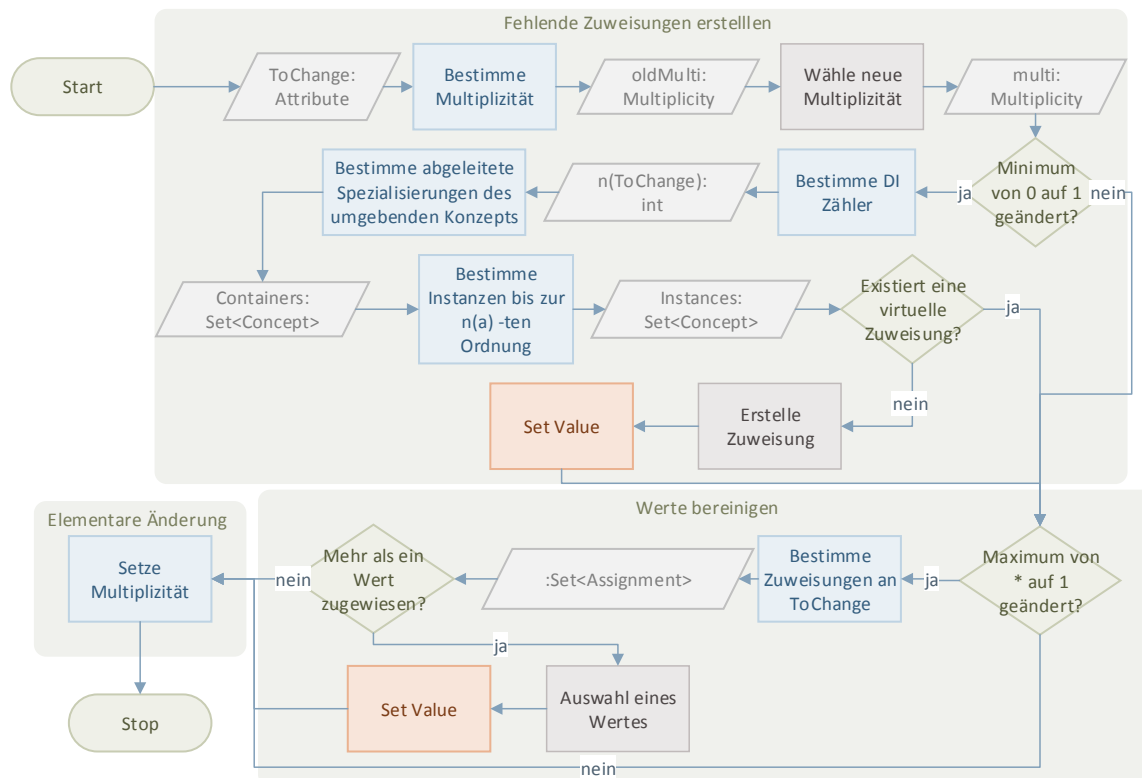 Fehlende Zuweisungen erstelllen
Start
ToChange:
Attribute
Bestimme
Multiplizität
oldMulti:
Multiplicity
Wähle neue
Multiplizität
multi:
Multiplicity
Minimum
von 0 auf 1
geändert?
ja
nein
Bestimme DI
Zähler
n(ToChange):
int
Bestimme abgeleitete
Spezialisierungen des
umgebenden Konzepts
Containers:
Set<Concept>
Bestimme
Instanzen bis zur
n(a) -ten
Ordnung
Instances:
Set<Concept>
Existiert eine
virtuelle
Zuweisung?
ja
nein
Erstelle
Zuweisung
Set Value
Werte bereinigen
Maximum von
* auf 1
geändert?
ja
Bestimme
Zuweisungen an
ToChange
:Set<Assignment>
Mehr als ein
Wert
zugewiesen?
nein
ja
Auswahl eines
Wertes
Set Value
nein
Elementare Änderung
Setze
Multiplizität
Stop